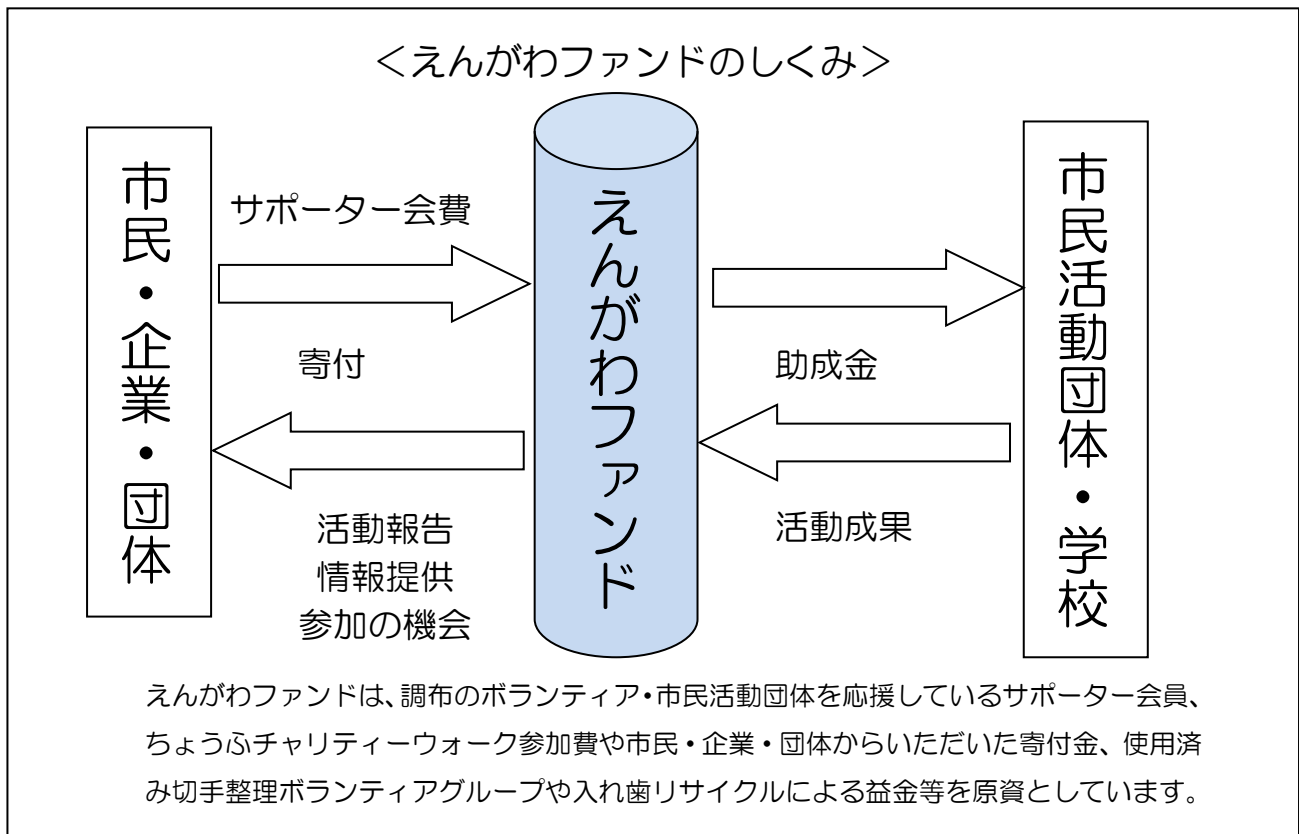 ＜えんがわファンドのしくみ＞
市民・企業・団体
サポーター会費
寄付
活動報告
情報提供
参加の機会
えんがわファンド
助成金
活動成果
市民活動団体・学校
えんがわファンドは、調布のボランティア・市民活動団体を応援しているサポーター会員、
ちょうふチャリティーウォーク参加費や市民・企業・団体からいただいた寄付金、使用済
み切手整理ボランティアグループや入れ歯リサイクルによる益金等を原資としています。